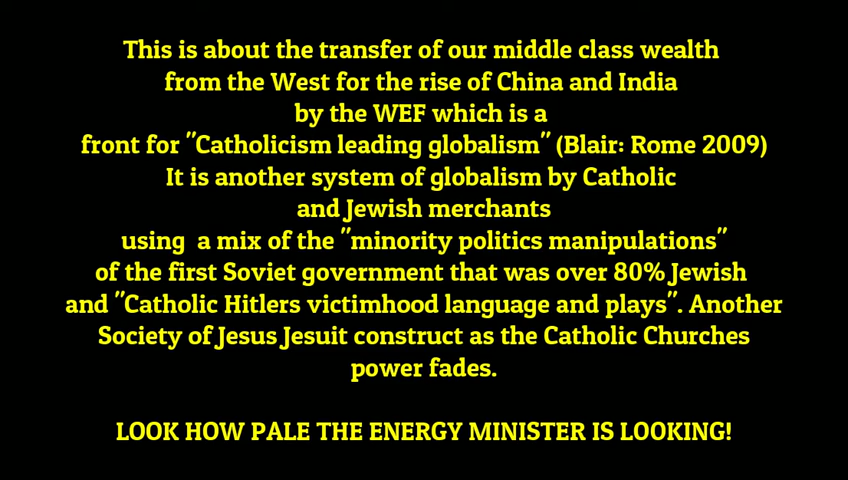 This is about the transfer of our middle class wealth
from the West for the rise of China and India
by the WEF which is a
front for "Catholicism leading globalism" (Blair: Rome 2009)
It is another system of globalism by Catholic
and Jewish merchants
using a mix of the "minority politics manipulations"
of the first Soviet government that was over 80% Jewish
and "Catholic Hitlers victimhood language and plays". Another
Society of Jesus Jesuit construct as the Catholic Churches
power fades.
LOOK HOW PALE THE ENERGY MINISTER IS LOOKING!